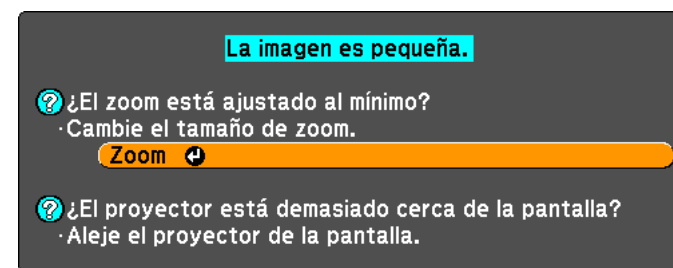 La imagen es pequeña.
¿El zoom está ajustado al mínimo?
·Cambie el tamaño de zoom.
Zoom
¿El proyector está demasiado cerca de la pantalla?
·Aleje el proyector de la pantalla.